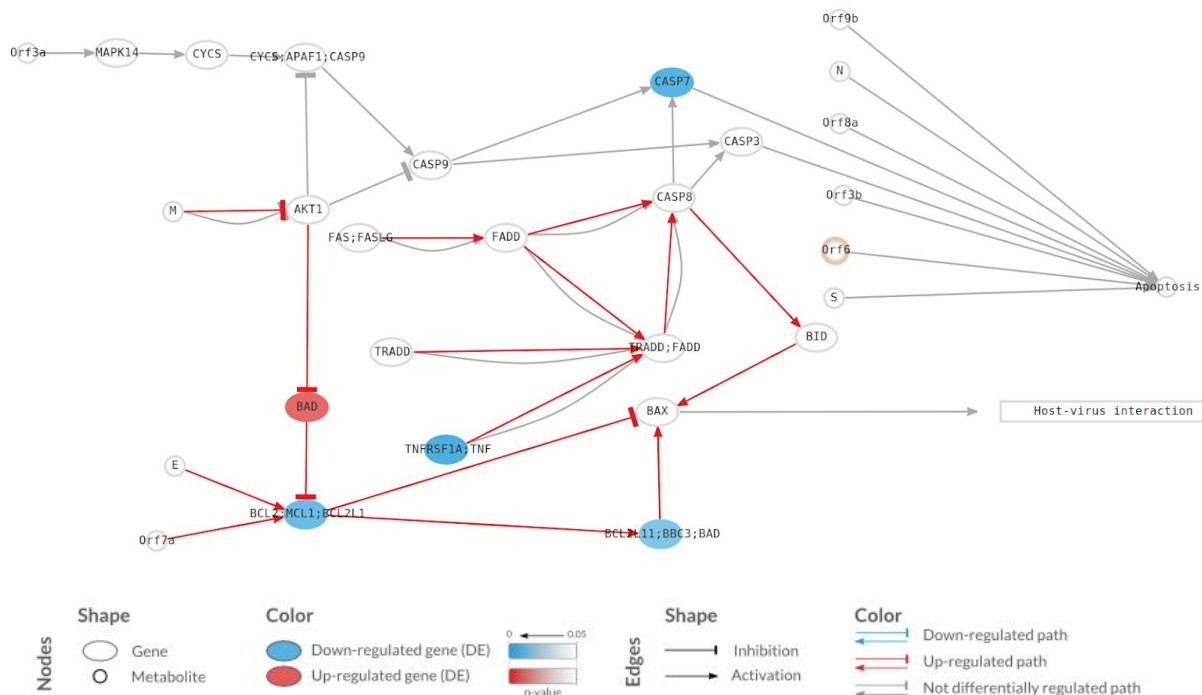 Orf9b
Orf3a
MAPK14
CYCS
CYCS;APAF1;CASP9
N
CASP7
Orf8a
CASP3
CASP9
CASP8
Orf3b
M
AKT1
FAS;FASLG
FADD
Orf6
Apoptosis
S
TRADD
TRADD;FADD
BID
BAD
BAX
Host-virus interaction
TNFRSF1A;TNF
E
BCL2;MCL1;BCL2L1
BCL2L11;BBC3;BAD
Orf7a
Nodes
Shape
Gene
Metabolite
Color
Down-regulated gene (DE)
Up-regulated gene (DE)
0 0.05
p-value
Edges
Shape
Inhibition
Activation
Color
Down-regulated path
Up-regulated path
Not differentially regulated path